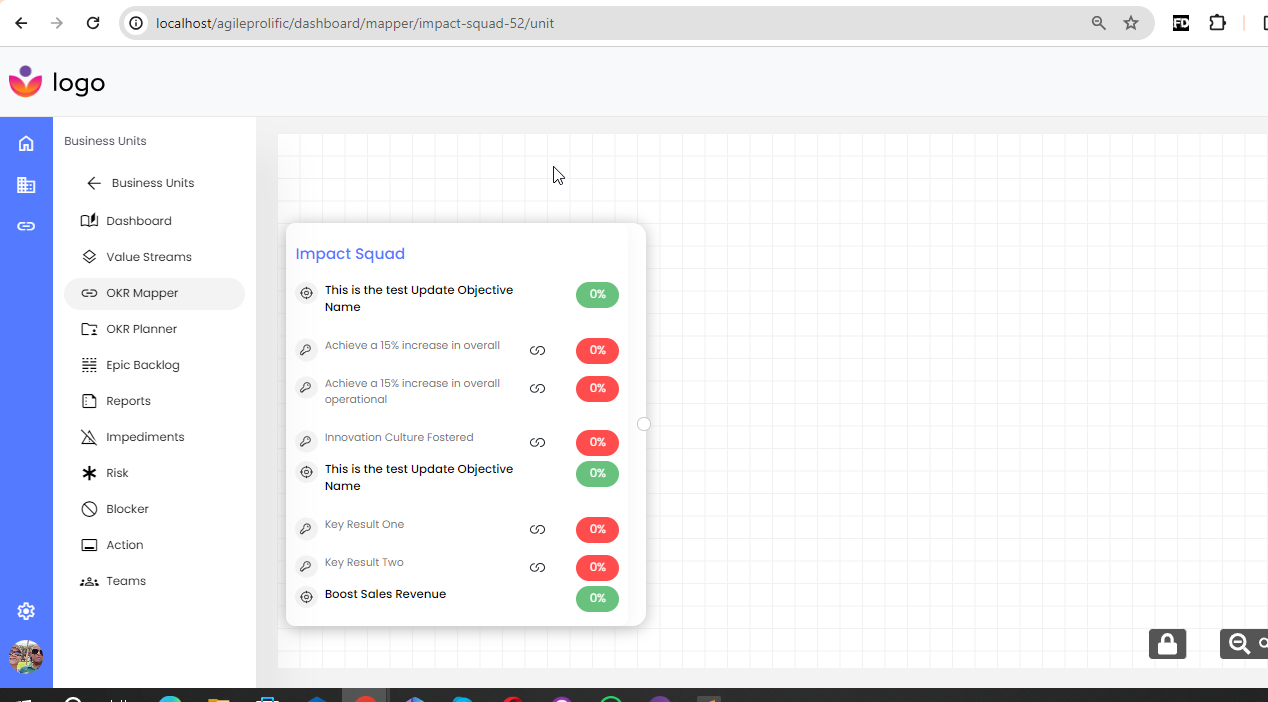 localhost/agileprolific/dashboard/mapper/impact-squad-52/unit
FD
logo
Business Units
Business Units
Dashboard
Value Streams
OKR Mapper
OKR Planner
Epic Backlog
Reports
Impediments
Risk
Blocker
Action
Teams
Impact Squad
This is the test Update Objective
Name
0%
Achieve a 15% increase in overall
0%
Achieve a 15% increase in overall
operational
0%
Innovation Culture Fostered
0%
This is the test Update Objective
Name
0%
Key Result One
0%
Key Result Two
0%
Boost Sales Revenue
0%